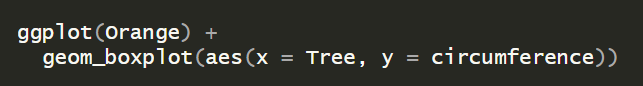 ggplot(Orange) +
  geom_boxplot(aes(x = Tree, y = circumference))